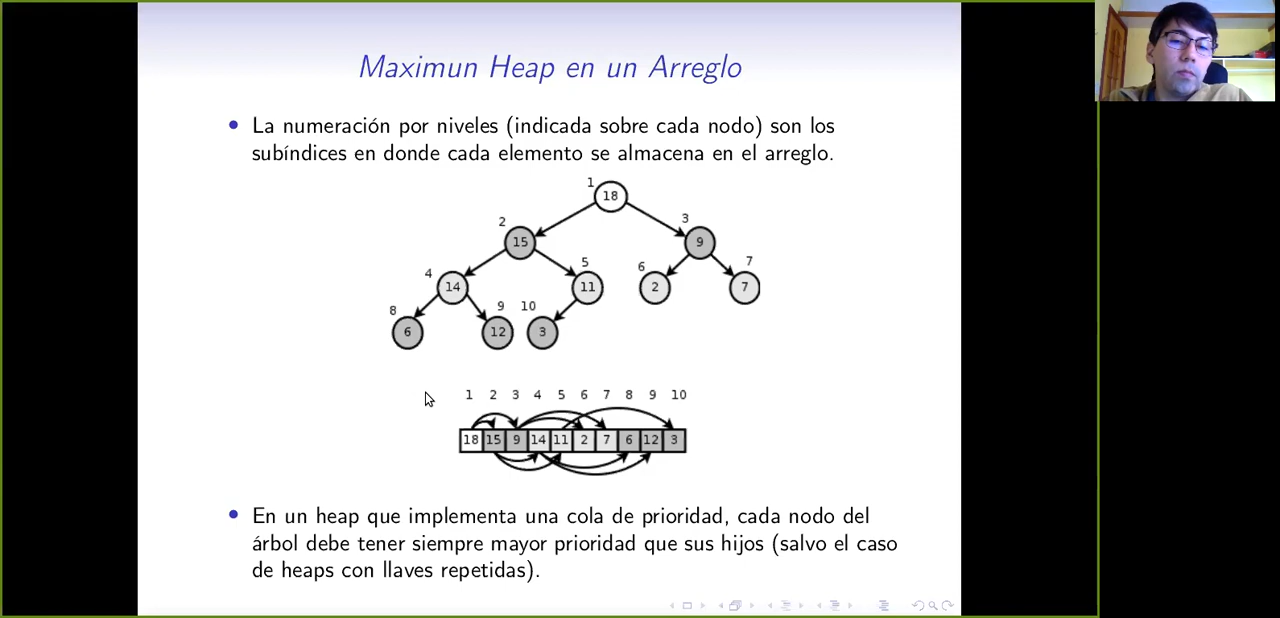 Maximun Heap en un Arreglo
La numeración por niveles (indicada sobre cada nodo) son los
subíndices en donde cada elemento se almacena en el arreglo.
1
18
2 3
15 9
4 5 6 7
14 11 2 7
8 9 10
6 12 3
1 2 3 4 5 6 7 8 9 10
18 15 9 14 11 2 7 6 12 3
En un heap que implementa una cola de prioridad, cada nodo del
árbol debe tener siempre mayor prioridad que sus hijos (salvo el caso
de heaps con llaves repetidas).